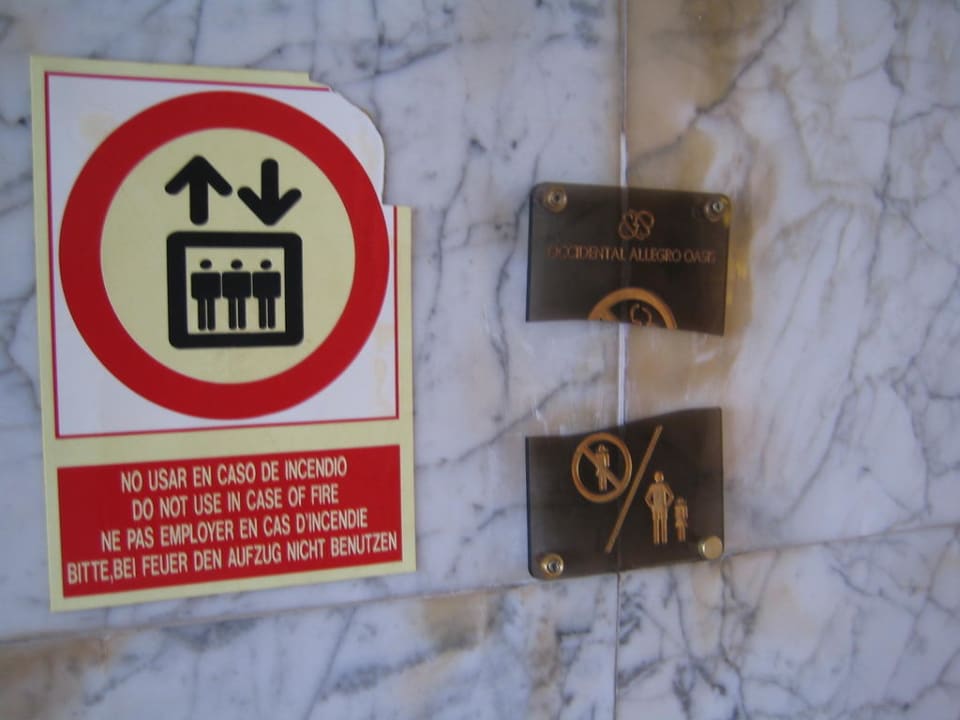 NO USAR EN CASO DE INCENDIO
DO NOT USE IN CASE OF FIRE
NE PAS EMPLOYER EN CAS D'INCENDIE
BITTE,BEI FEUER DEN AUFZUG NICHT BENUTZEN
OCCIDENTAL ALLEGRO OASIS